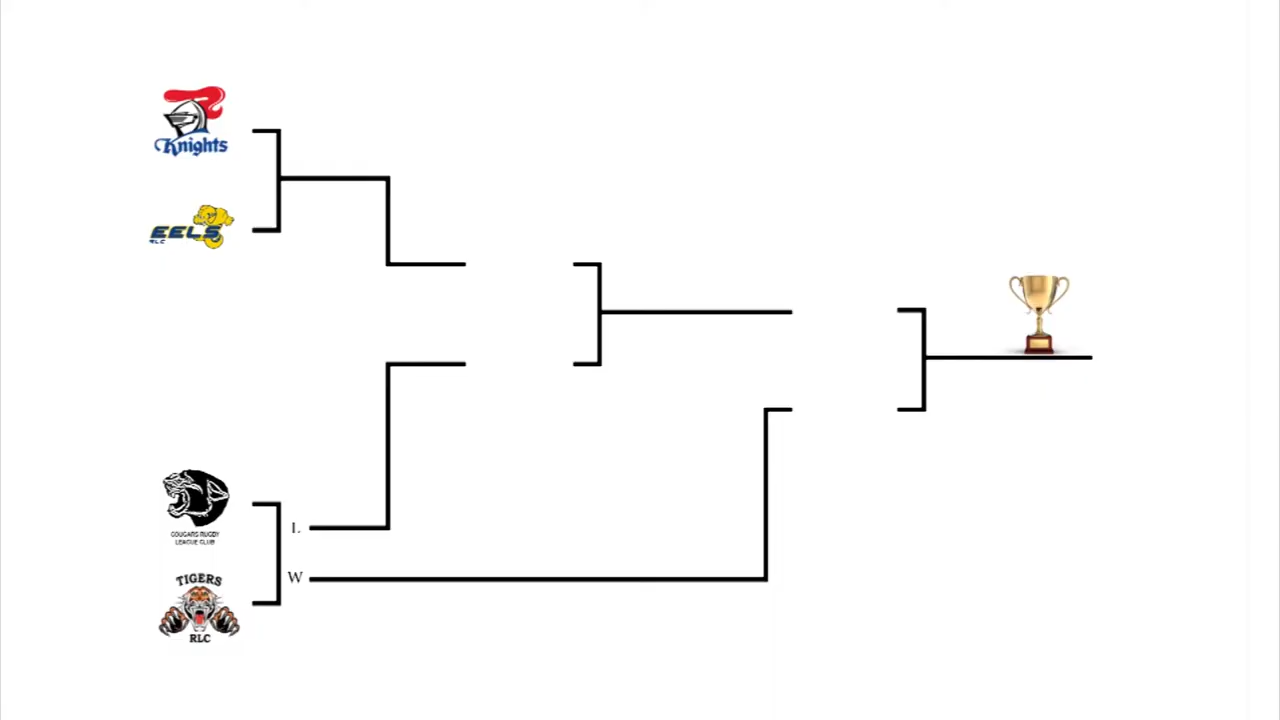 Knights
EELS
RLC
COUGARS RUGBY
LEAGUE CLUB
L
W
TIGERS
RLC